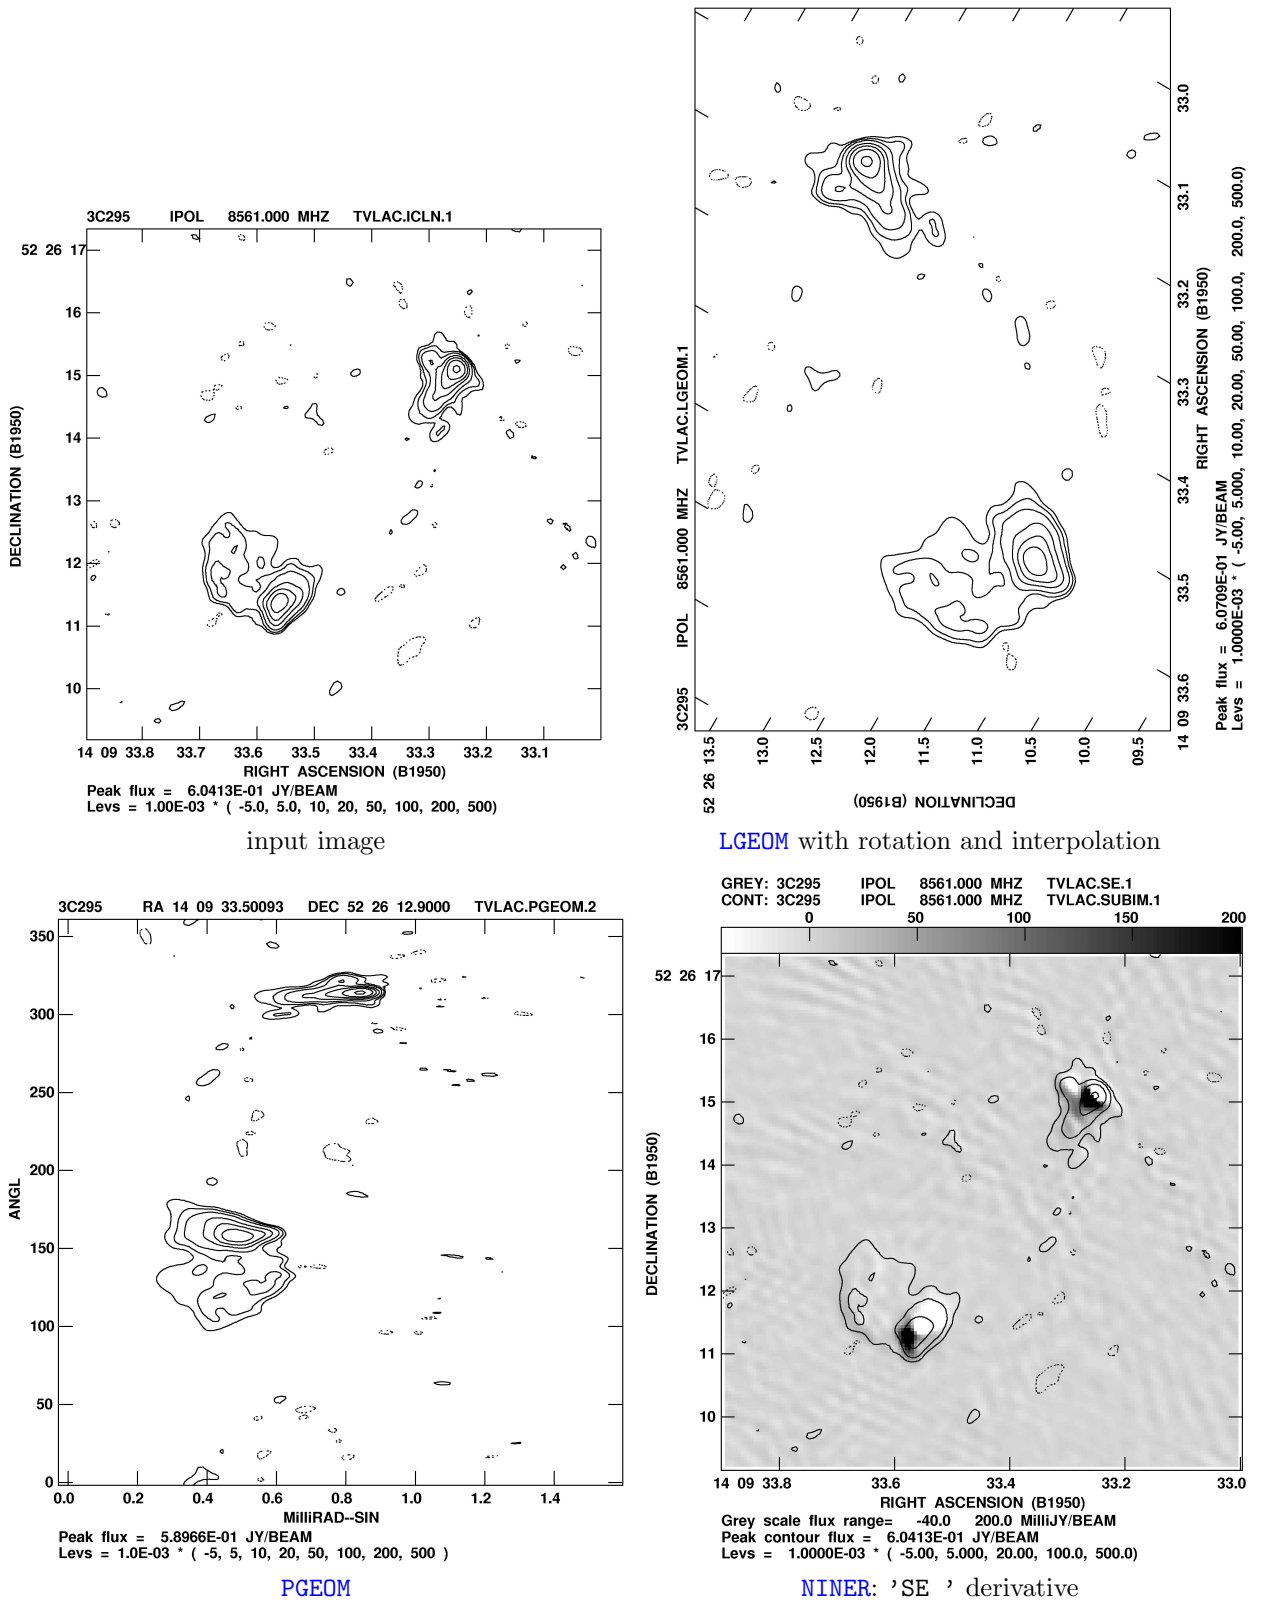 3C295 IPOL 8561.000 MHZ TVLAC.ICLN.1
52 26 17
16
15
14
13
12
11
10
DECLINATION (B1950)
14 09 33.8 33.7 33.6 33.5 33.4 33.3 33.2 33.1
RIGHT ASCENSION (B1950)
Peak flux = 6.0413E-01 JY/BEAM
Levs = 1.00E-03 * ( -5.0, 5.0, 10, 20, 50, 100, 200, 500)
input image
3C295 IPOL 8561.000 MHZ TVLAC.LGEOM.1
33.0
33.1
33.2
33.3
33.4
33.5
14 09 33.6
RIGHT ASCENSION (B1950)
52 26 13.5 13.0 12.5 12.0 11.5 11.0 10.5 10.0 09.5
DECLINATION (B1950)
Peak flux = 6.0709E-01 JY/BEAM
Levs = 1.0000E-03 * ( -5.00, 5.000, 10.00, 20.00, 50.00, 100.0, 200.0, 500.0)
LGEOM with rotation and interpolation
3C295 RA 14 09 33.50093 DEC 52 26 12.9000 TVLAC.PGEOM.2
350
300
250
200
150
100
50
0
ANGL
0.0 0.2 0.4 0.6 0.8 1.0 1.2 1.4
MilliRAD--SIN
Peak flux = 5.8966E-01 JY/BEAM
Levs = 1.0E-03 * ( -5, 5, 10, 20, 50, 100, 200, 500 )
PGEOM
GREY: 3C295 IPOL 8561.000 MHZ TVLAC.SE.1
CONT: 3C295 IPOL 8561.000 MHZ TVLAC.SUBIM.1
0 50 100 150 200
52 26 17
16
15
14
13
12
11
10
DECLINATION (B1950)
14 09 33.8 33.6 33.4 33.2 33.0
RIGHT ASCENSION (B1950)
Grey scale flux range= -40.0 200.0 MilliJY/BEAM
Peak contour flux = 6.0413E-01 JY/BEAM
Levs = 1.0000E-03 * ( -5.00, 5.000, 20.00, 100.0, 500.0)
NINER: 'SE ' derivative